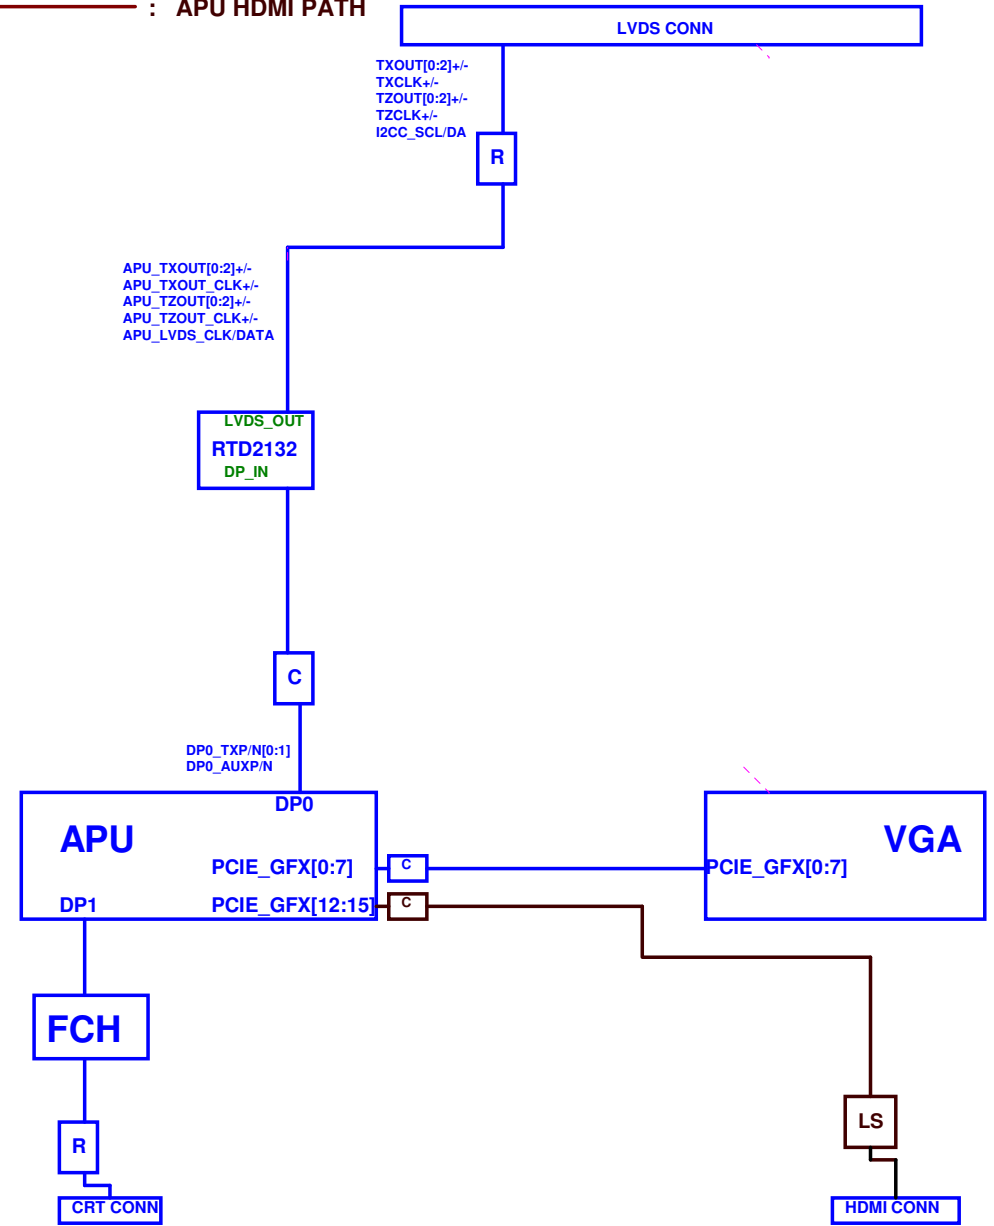 : APU HDMI PATH
LVDS CONN
TXOUT[0:2]+/-
TXCLK+/-
TZOUT[0:2]+/-
TZCLK+/-
I2CC_SCL/DA
R
APU_TXOUT[0:2]+/-
APU_TXOUT_CLK+/-
APU_TZOUT[0:2]+/-
APU_TZOUT_CLK+/-
APU_LVDS_CLK/DATA
LVDS_OUT
RTD2132
DP_IN
C
DP0_TXP/N[0:1]
DP0_AUXP/N
DP0
APU
VGA
PCIE_GFX[0:7]
C
PCIE_GFX[0:7]
DP1
PCIE_GFX[12:15]
C
FCH
LS
R
CRT CONN
HDMI CONN